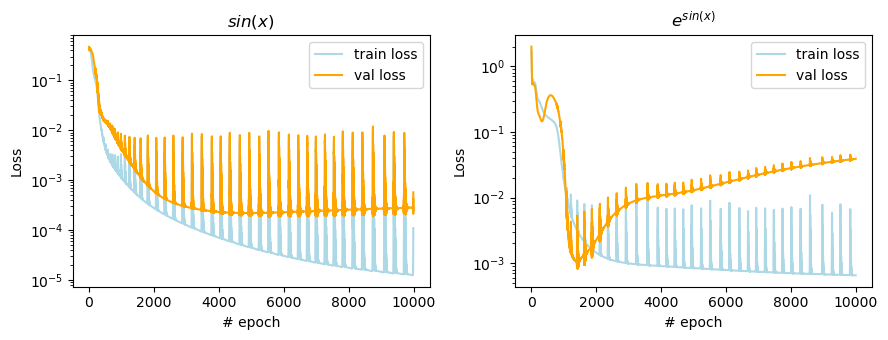 sin(x)
Loss
10⁻¹
10⁻²
10⁻³
10⁻⁴
10⁻⁵
train loss
val loss
0
2000
4000
6000
8000
10000
# epoch
e^{sin(x)}
Loss
10⁰
10⁻¹
10⁻²
10⁻³
train loss
val loss
0
2000
4000
6000
8000
10000
# epoch